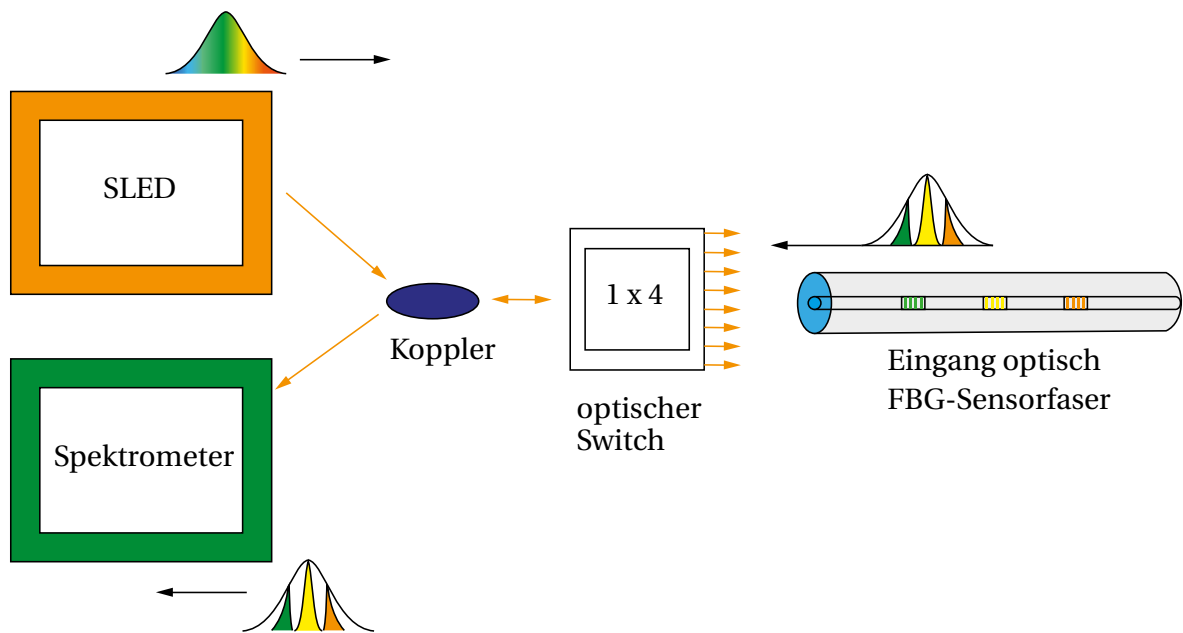 SLED
1 x 4
Koppler
Eingang optisch
FBG-Sensorfaser
optischer
Switch
Spektrometer